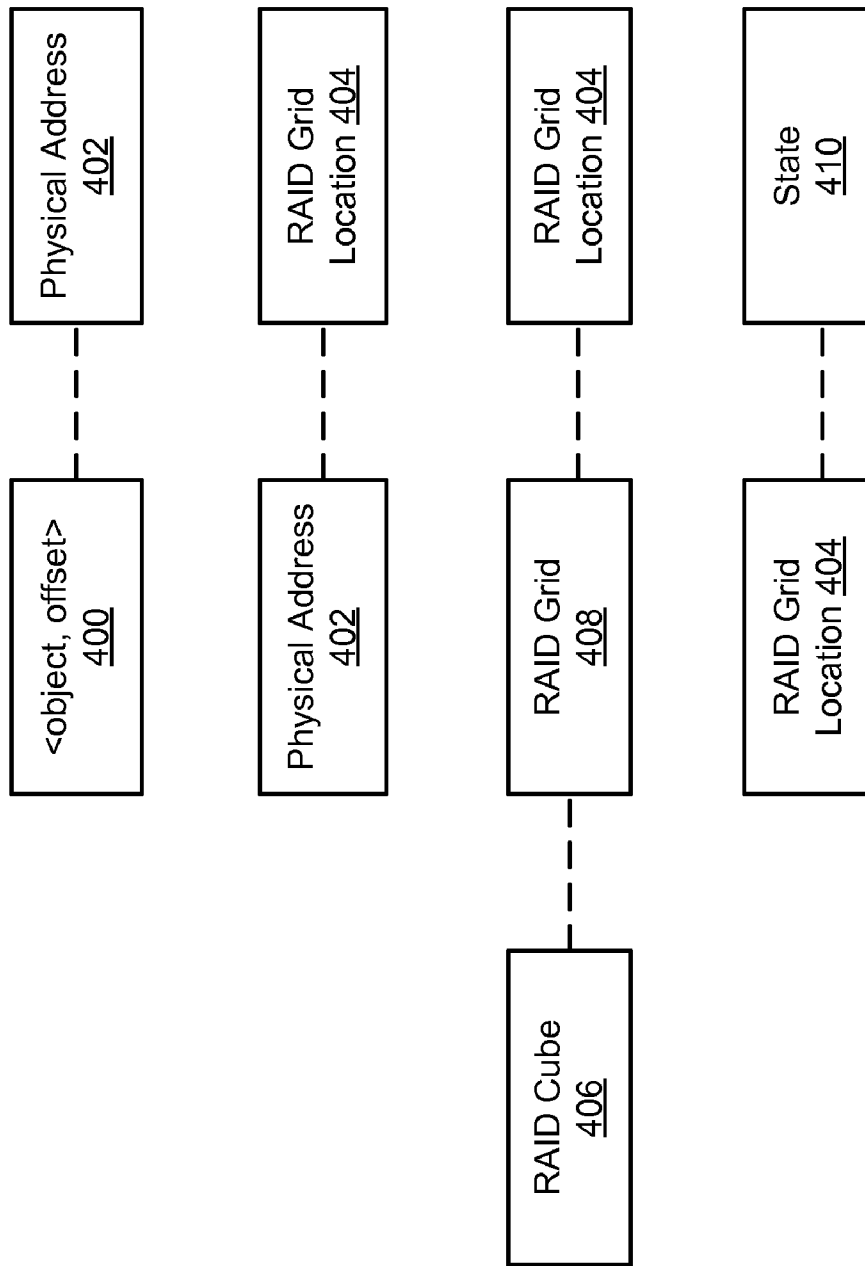 <object, offset>
400
Physical Address
402
Physical Address
402
RAID Grid
Location 404
RAID Cube
406
RAID Grid
408
RAID Grid
Location 404
RAID Grid
Location 404
State
410